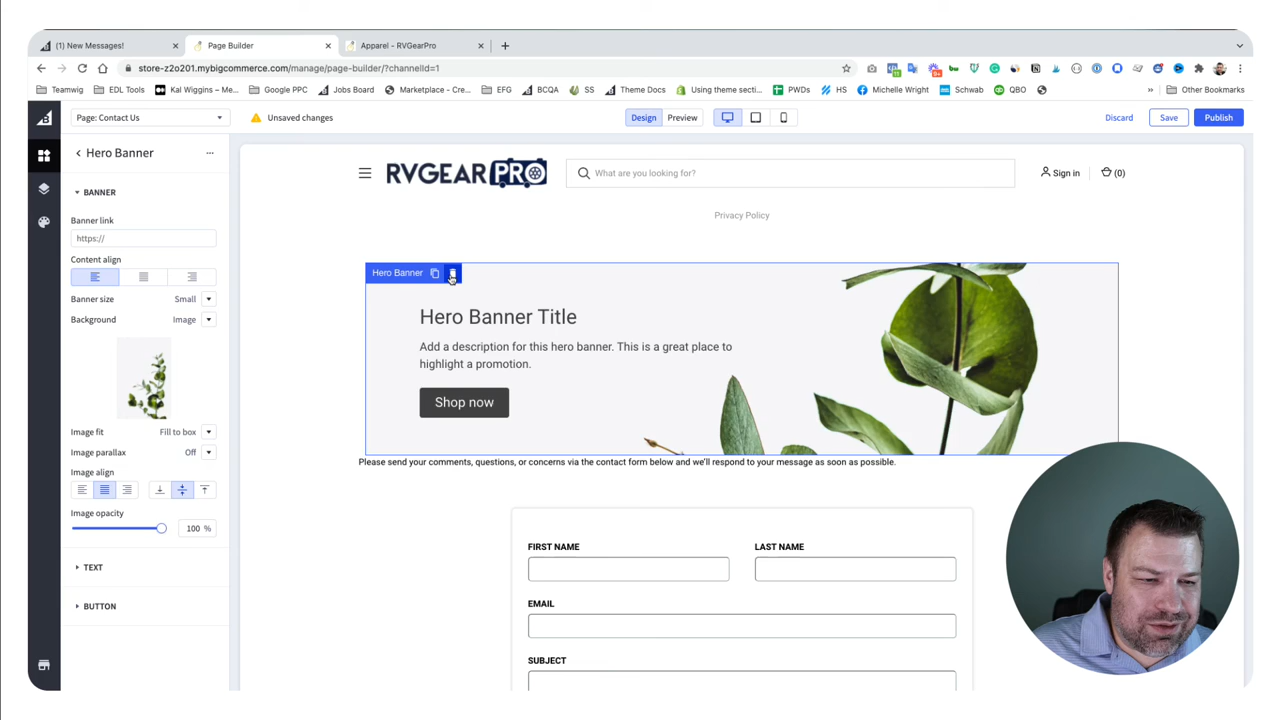 (1) New Messages!
Page Builder
Apparel - RVGearPro
store-z2o201.mybigcommerce.com/manage/page-builder/?channelId=1
Teamwig
EDL Tools
Kal Wiggins – Me...
Google PPC
Jobs Board
Marketplace - Cre...
EFG
BCQA
SS
Theme Docs
Using theme secti...
PWDs
HS
Michelle Wright
Schwab
QBO
»
Other Bookmarks
Page: Contact Us
Unsaved changes
Design
Preview
Discard
Save
Publish
Hero Banner
BANNER
Banner link
https://
Content align
Banner size
Small
Background
Image
Image fit
Fill to box
Image parallax
Off
Image align
Image opacity
100 %
TEXT
BUTTON
RVGEARPRO
What are you looking for?
Sign in
(0)
Privacy Policy
Hero Banner
Hero Banner Title
Add a description for this hero banner. This is a great place to
highlight a promotion.
Shop now
Please send your comments, questions, or concerns via the contact form below and we'll respond to your message as soon as possible.
FIRST NAME
LAST NAME
EMAIL
SUBJECT